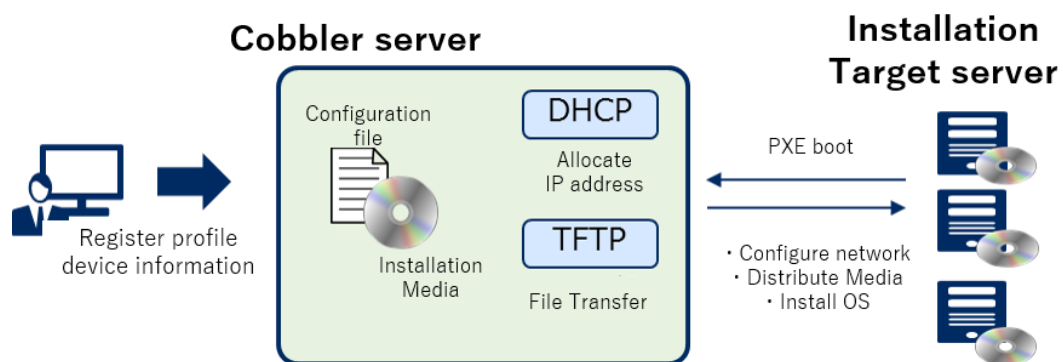 Cobbler server
Installation
Target server
Register profile
device information
Configuration
file
Installation
Media
DHCP
Allocate
IP address
TFTP
File Transfer
PXE boot
・Configure network
・Distribute Media
・Install OS